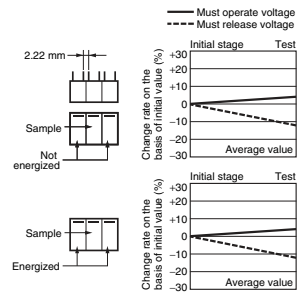 Must operate voltage
Must release voltage
2.22 mm
Sample
Not
energized
Initial stage
Test
Change rate on the
basis of initial value (%)
+30
+20
+10
0
−10
−20
−30
Average value
Sample
Energized
Initial stage
Test
Change rate on the
basis of initial value (%)
+30
+20
+10
0
−10
−20
−30
Average value